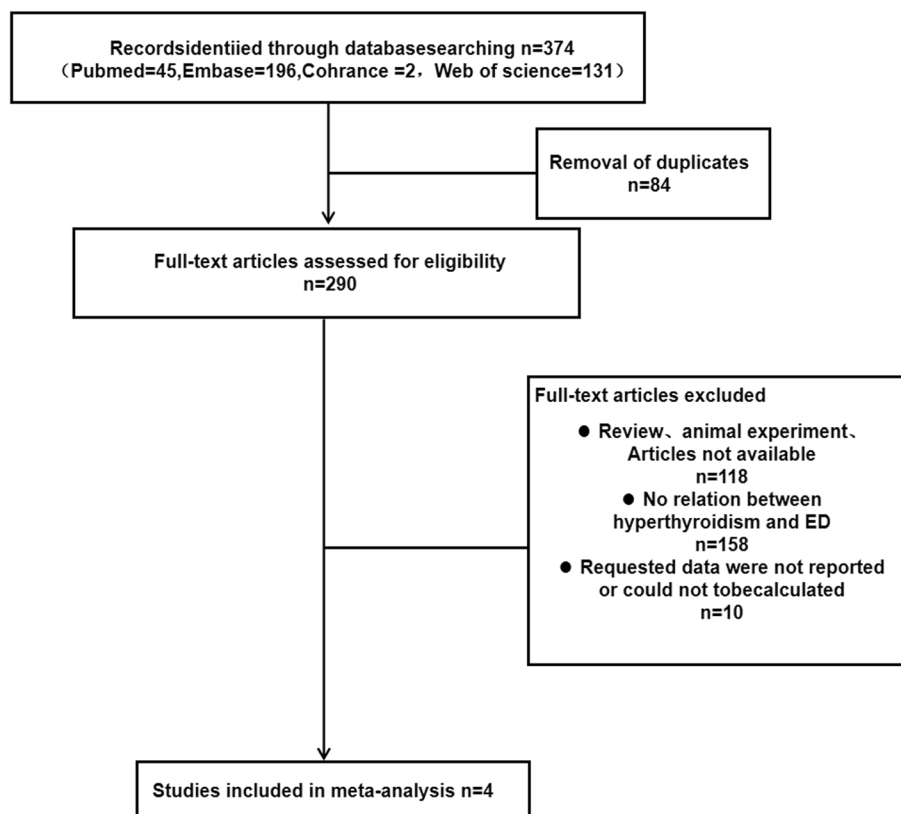 Recordsidentiied through databasesearching n=374
（Pubmed=45,Embase=196,Cohrance =2，Web of science=131）
Removal of duplicates
n=84
Full-text articles assessed for eligibility
n=290
Full-text articles excluded
● Review、animal experiment、
Articles not available
n=118
● No relation between
hyperthyroidism and ED
n=158
● Requested data were not reported
or could not tobecalculated
n=10
Studies included in meta-analysis n=4